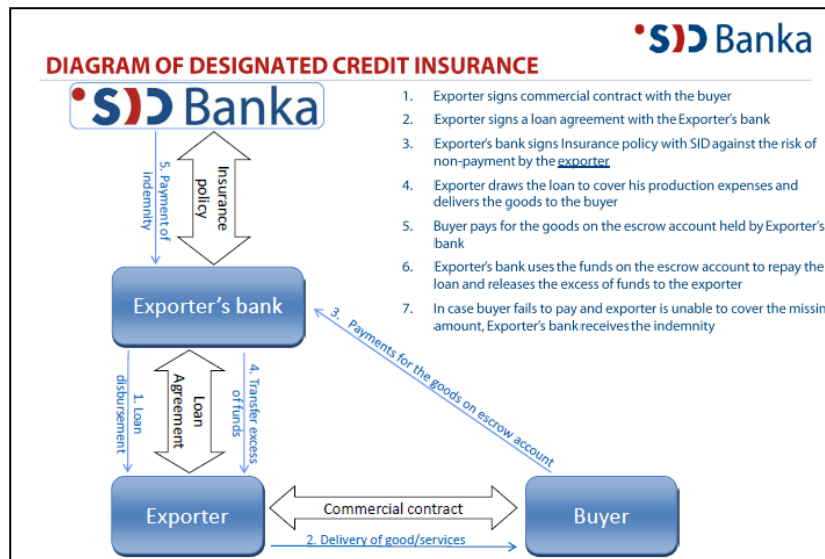 SID Banka
DIAGRAM OF DESIGNATED CREDIT INSURANCE
SID Banka
1. Exporter signs commercial contract with the buyer
2. Exporter signs a loan agreement with the Exporter's bank
3. Exporter's bank signs Insurance policy with SID against the risk of
non-payment by the exporter
4. Exporter draws the loan to cover his production expenses and
delivers the goods to the buyer
5. Buyer pays for the goods on the escrow account held by Exporter's
bank
6. Exporter's bank uses the funds on the escrow account to repay the
loan and releases the excess of funds to the exporter
7. In case buyer fails to pay and exporter is unable to cover the missin
amount, Exporter's bank receives the indemnity
5. Payment of
indemnity
Insurance
policy
Exporter's bank
3. Payments for the goods on escrow account
1. Loan
disbursement
Loan
Agreement
4. Transfer excess
of funds
Exporter
Commercial contract
Buyer
2. Delivery of good/services